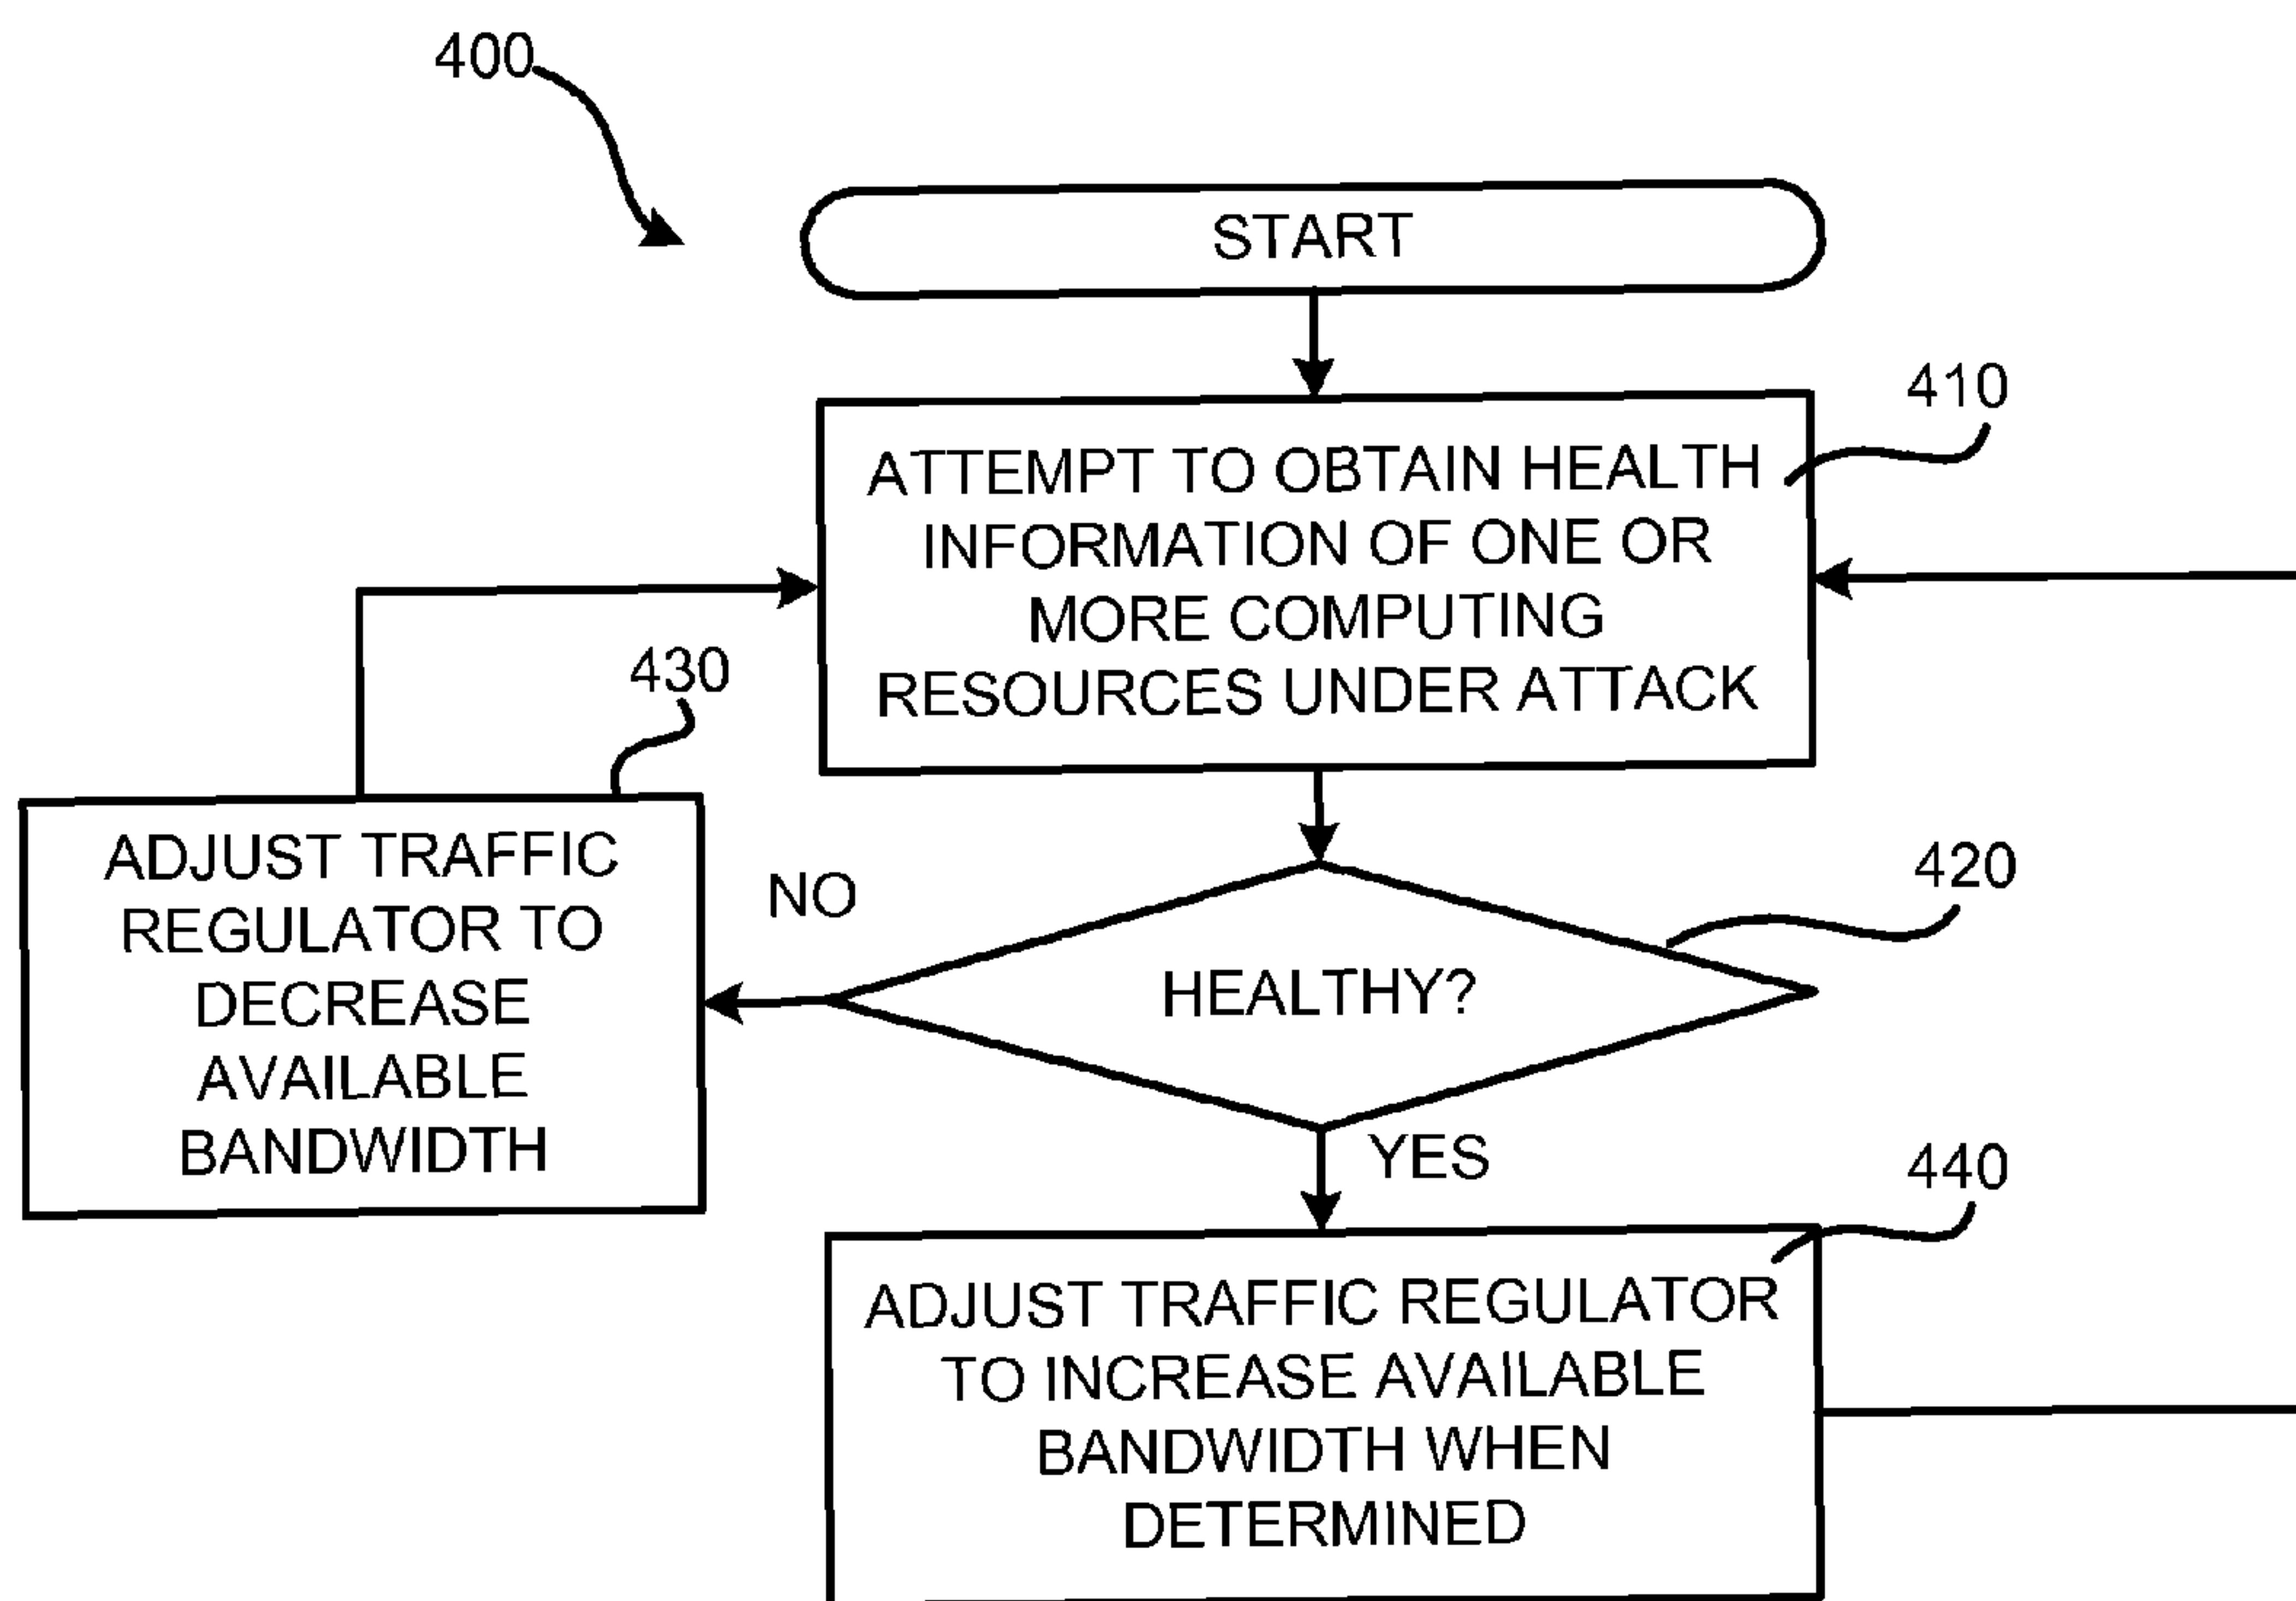 400
START
410
ATTEMPT TO OBTAIN HEALTH
INFORMATION OF ONE OR
MORE COMPUTING
RESOURCES UNDER ATTACK
430
ADJUST TRAFFIC
REGULATOR TO
DECREASE
AVAILABLE
BANDWIDTH
NO
420
HEALTHY?
YES
440
ADJUST TRAFFIC REGULATOR
TO INCREASE AVAILABLE
BANDWIDTH WHEN
DETERMINED